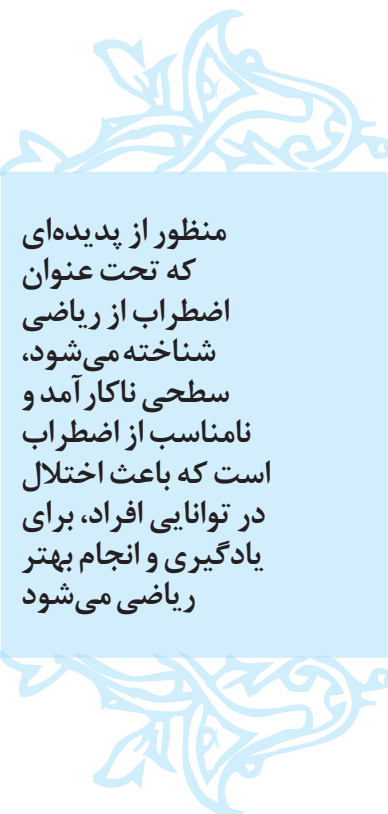 منظور از پدیده‌ای
که تحت عنوان
اضطراب از ریاضی
شناخته می‌شود،
سطحی ناکارآمد و
نامناسب از اضطراب
است که باعث اختلال
در توانایی افراد، برای
یادگیری و انجام بهتر
ریاضی می‌شود